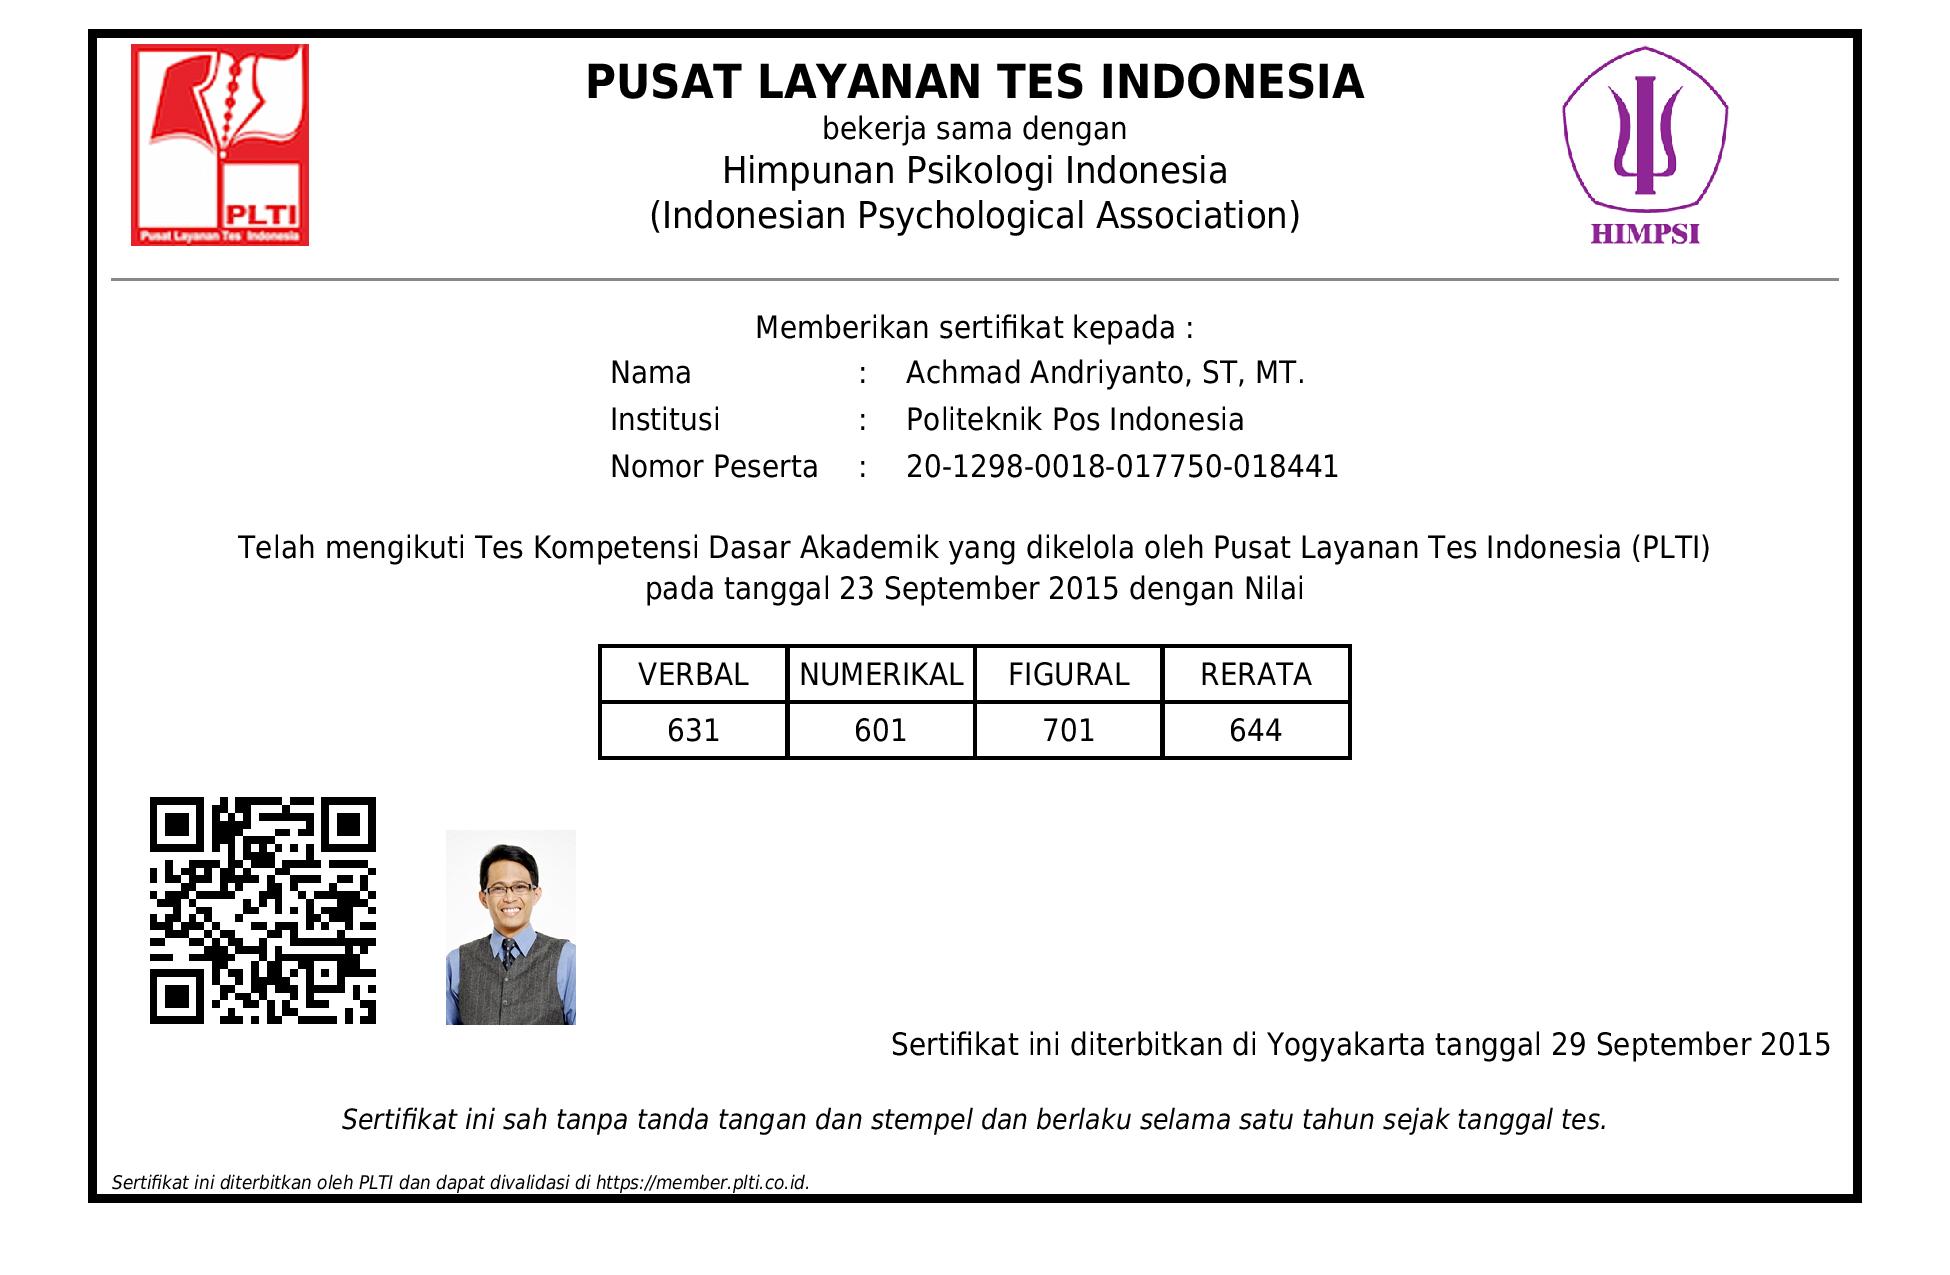 PLTI
Pusat Layanan Tes Indonesia
PUSAT LAYANAN TES INDONESIA
bekerja sama dengan
Himpunan Psikologi Indonesia
(Indonesian Psychological Association)
HIMPSI
Memberikan sertifikat kepada :
Nama : Achmad Andriyanto, ST, MT.
Institusi : Politeknik Pos Indonesia
Nomor Peserta : 20-1298-0018-017750-018441
Telah mengikuti Tes Kompetensi Dasar Akademik yang dikelola oleh Pusat Layanan Tes Indonesia (PLTI)
pada tanggal 23 September 2015 dengan Nilai
VERBAL NUMERIKAL FIGURAL RERATA
631 601 701 644
Sertifikat ini diterbitkan di Yogyakarta tanggal 29 September 2015
Sertifikat ini sah tanpa tanda tangan dan stempel dan berlaku selama satu tahun sejak tanggal tes.
Sertifikat ini diterbitkan oleh PLTI dan dapat divalidasi di https://member.plti.co.id.